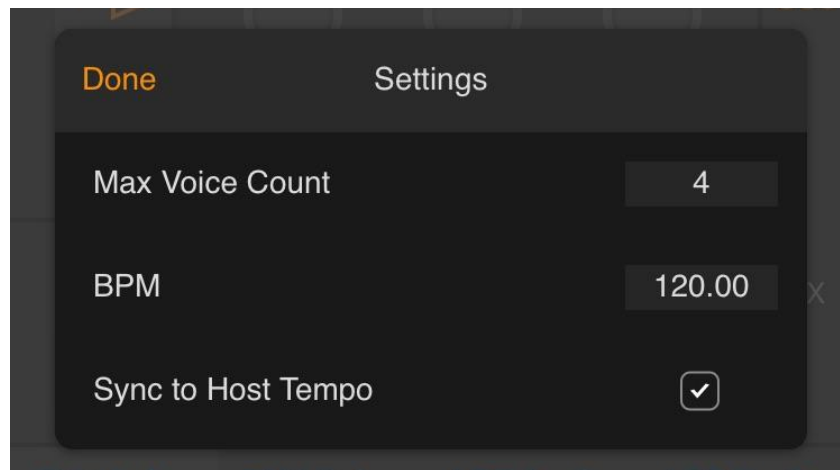 Done Settings
Max Voice Count 4
BPM 120.00
X
Sync to Host Tempo